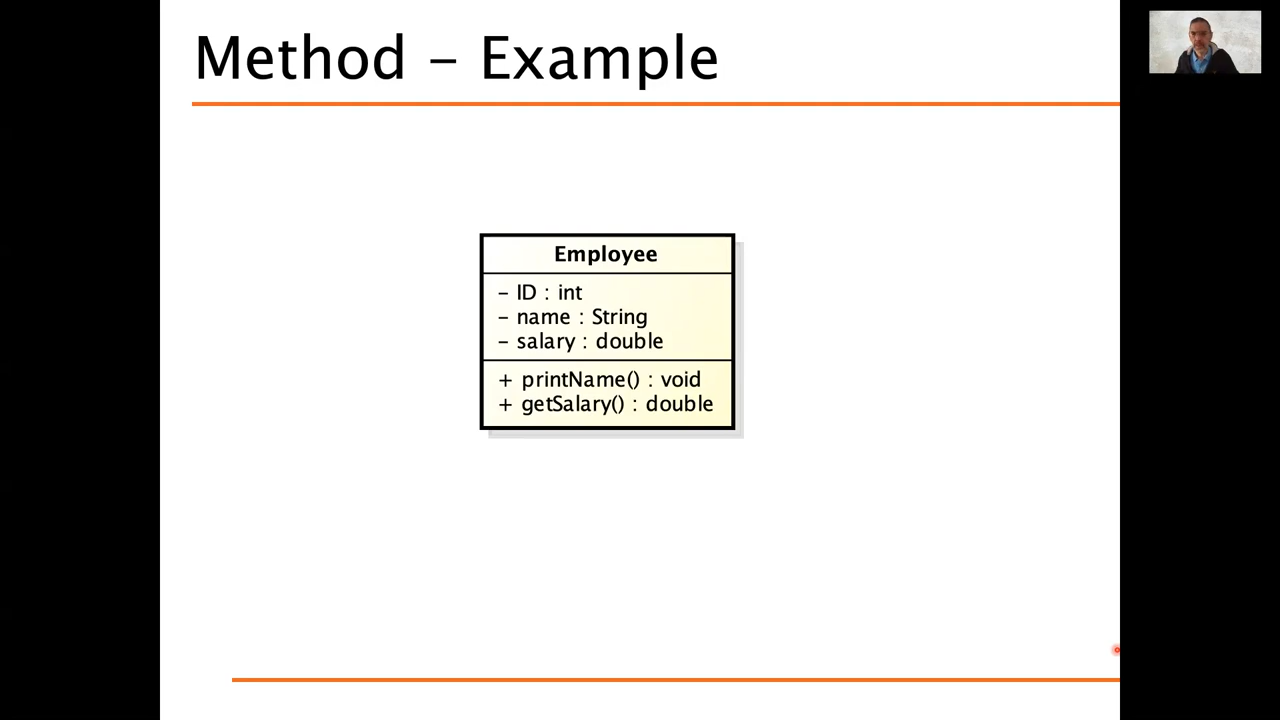 Method – Example
Employee
– ID : int
– name : String
– salary : double
+ printName() : void
+ getSalary() : double